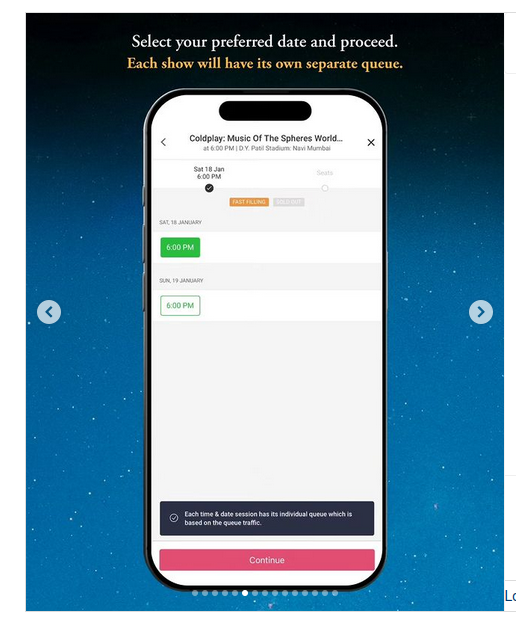 Select your preferred date and proceed.
Each show will have its own separate queue.
Coldplay: Music Of The Spheres World...
at 6:00 PM | D.Y. Patil Stadium: Navi Mumbai
Sat 18 Jan
6:00 PM
Seats
FAST FILLING
SOLD OUT
SAT, 18 JANUARY
6:00 PM
SUN, 19 JANUARY
6:00 PM
Each time & date session has its individual queue which is
based on the queue traffic.
Continue
Lo